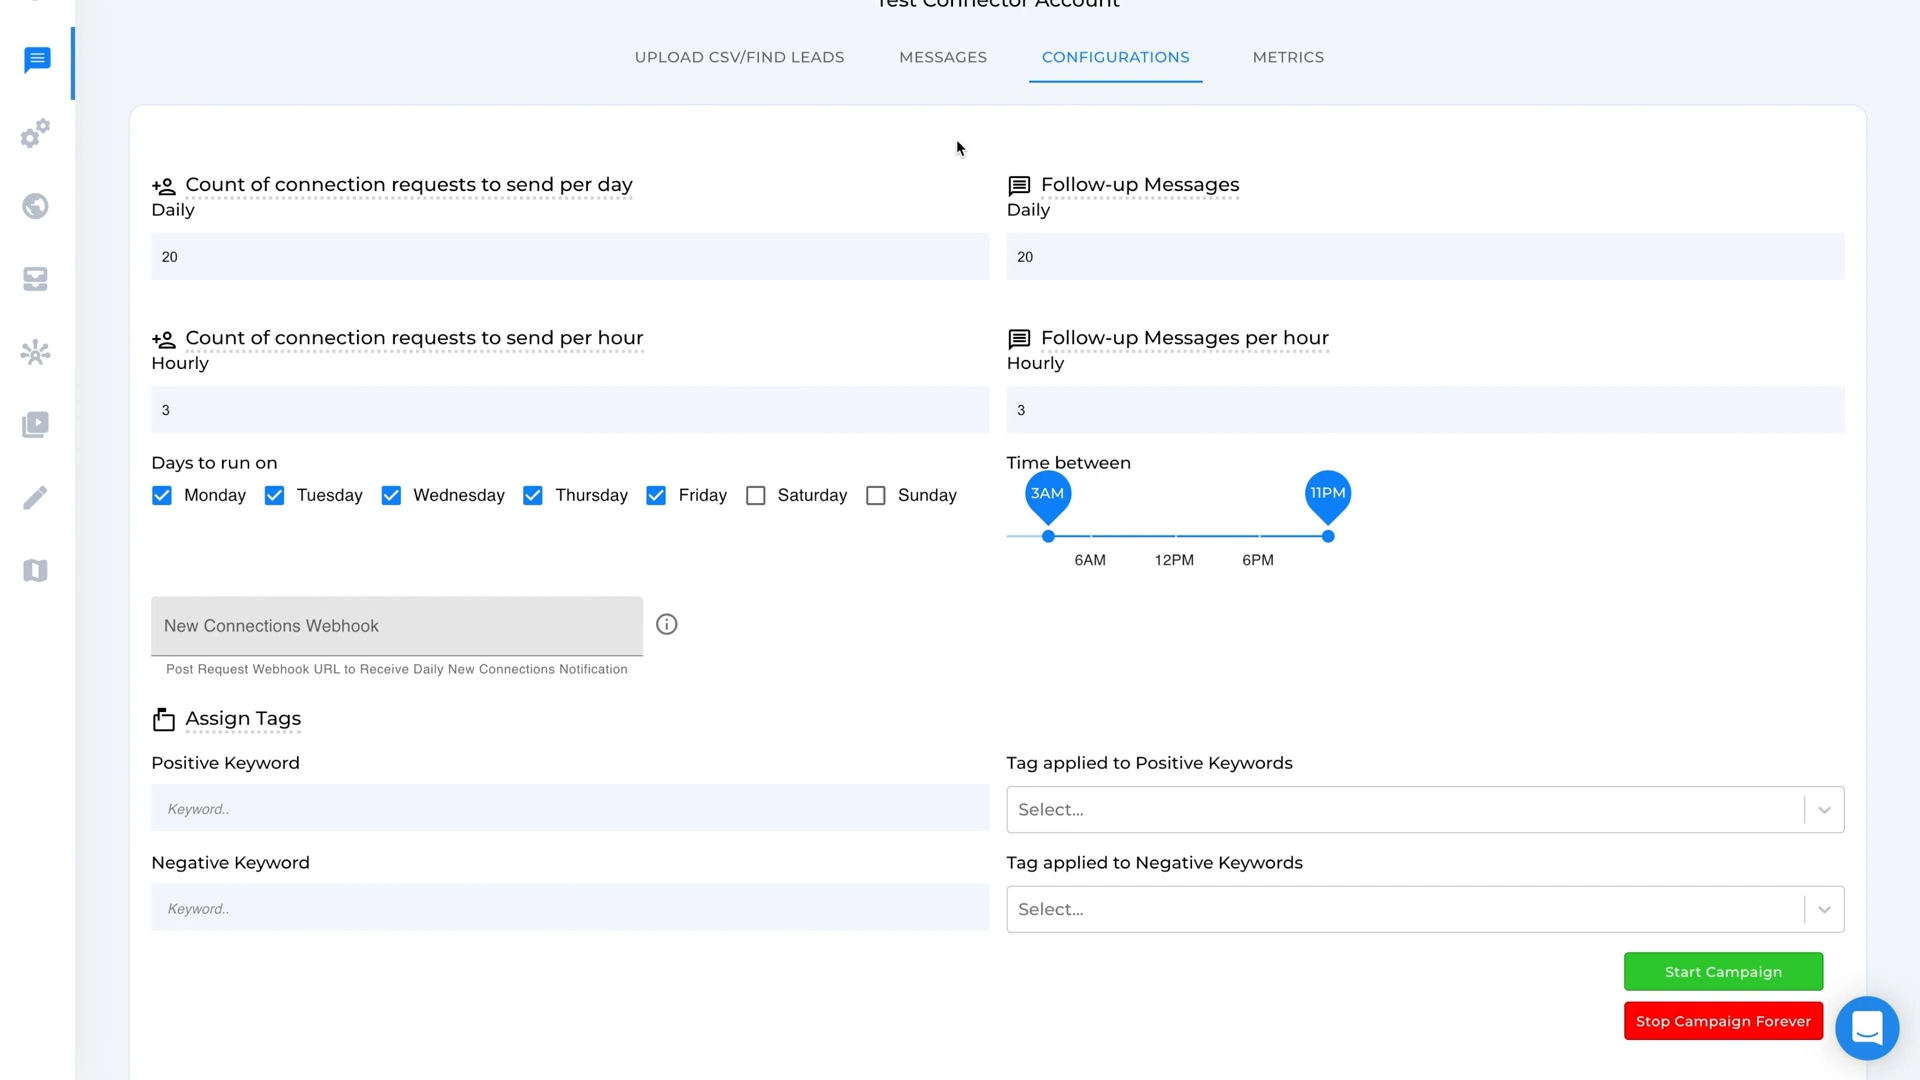 Test Connector Account
UPLOAD CSV/FIND LEADS
MESSAGES
CONFIGURATIONS
METRICS
Count of connection requests to send per day
Daily
20
Follow-up Messages
Daily
20
Count of connection requests to send per hour
Hourly
3
Follow-up Messages per hour
Hourly
3
Days to run on
Monday
Tuesday
Wednesday
Thursday
Friday
Saturday
Sunday
Time between
3AM
11PM
6AM
12PM
6PM
New Connections Webhook
Post Request Webhook URL to Receive Daily New Connections Notification
Assign Tags
Positive Keyword
Keyword..
Tag applied to Positive Keywords
Select...
Negative Keyword
Keyword..
Tag applied to Negative Keywords
Select...
Start Campaign
Stop Campaign Forever